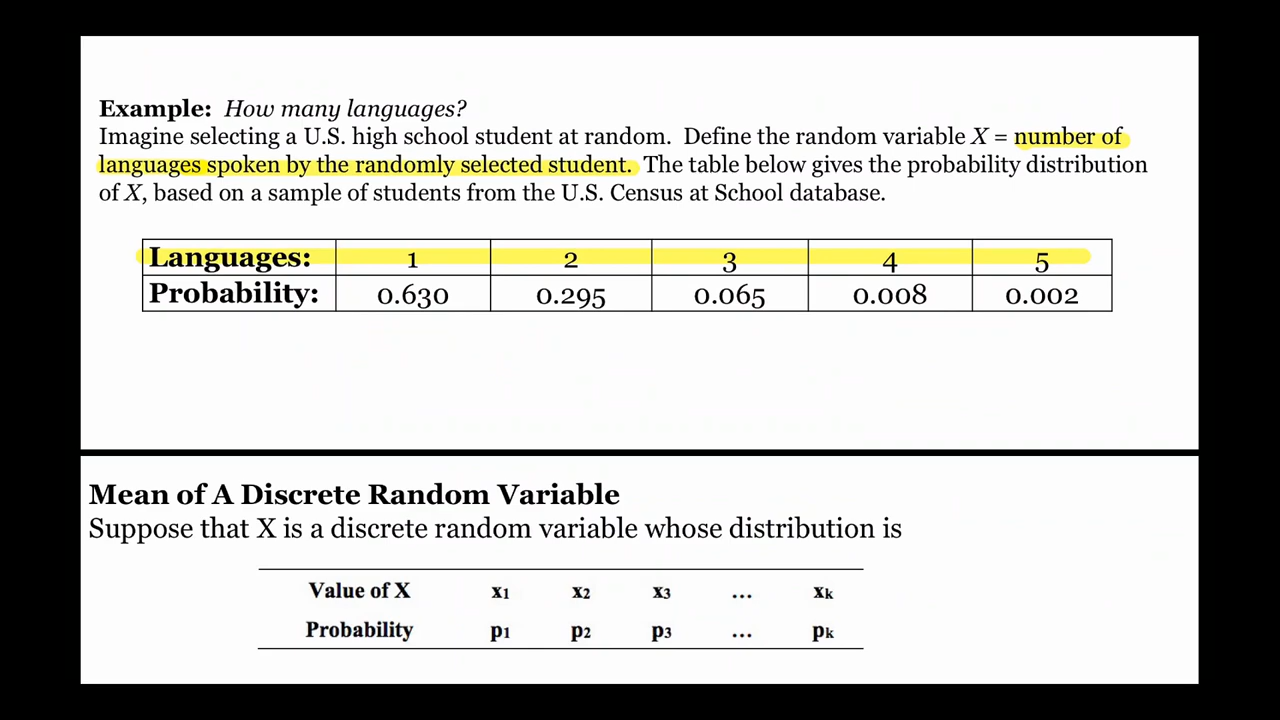 Example: How many languages?
Imagine selecting a U.S. high school student at random. Define the random variable X = number of
languages spoken by the randomly selected student. The table below gives the probability distribution
of X, based on a sample of students from the U.S. Census at School database.
Languages: 1 2 3 4 5
Probability: 0.630 0.295 0.065 0.008 0.002
Mean of A Discrete Random Variable
Suppose that X is a discrete random variable whose distribution is
Value of X x1 x2 x3 ... xk
Probability p1 p2 p3 ... pk